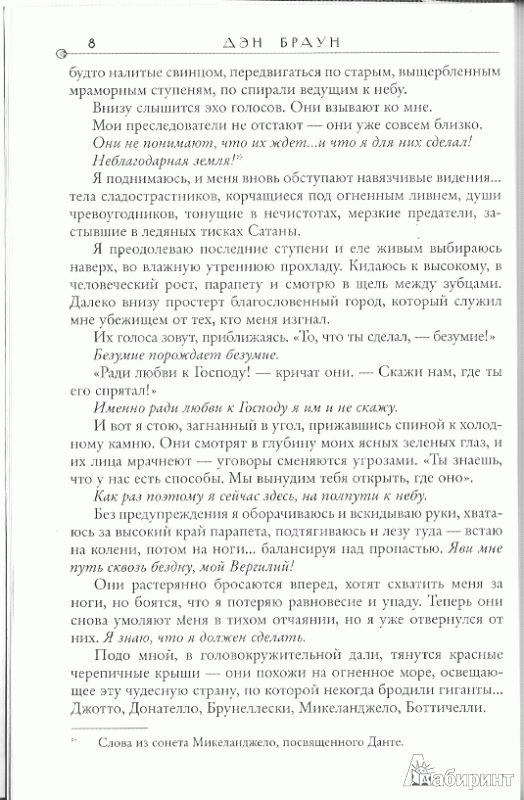 8
ДЭН БРАУН
будто налитые свинцом, передвигаться по старым, выщербленным
мраморным ступеням, по спирали ведущим к небу.
Внизу слышится эхо голосов. Они взывают ко мне.
Мои преследователи не отстают — они уже совсем близко.
Они не понимают, что их ждет...и что я для них сделал!
Неблагодарная земля!
Я поднимаюсь, и меня вновь обступают навязчивые видения...
тела сладострастников, корчащиеся под огненным ливнем, души
чревоугодников, тонущие в нечистотах, мерзкие предатели, за-
стывшие в ледяных тисках Сатаны.
Я преодолеваю последние ступени и еле живым выбираюсь
наверх, во влажную утреннюю прохладу. Кидаюсь к высокому, в
человеческий рост, парапету и смотрю в щель между зубцами.
Далеко внизу простерт благословенный город, который служил
мне убежищем от тех, кто меня изгнал.
Их голоса зовут, приближаясь. «То, что ты сделал, — безумие!»
Безумие порождает безумие.
«Ради любви к Господу! — кричат они. — Скажи нам, где ты
его спрятал!»
Именно ради любви к Господу я им и не скажу.
И вот я стою, загнанный в угол, прижавшись спиной к холод-
ному камню. Они смотрят в глубину моих ясных зеленых глаз, и
их лица мрачнеют — уговоры сменяются угрозами. «Ты знаешь,
что у нас есть способы. Мы вынудим тебя открыть, где оно».
Как раз поэтому я сейчас здесь, на полпути к небу.
Без предупреждения я оборачиваюсь и вскидываю руки, хвата-
юсь за высокий край парапета, подтягиваюсь и лезу туда — встаю
на колени, потом на ноги... балансируя над пропастью. Яви мне
путь сквозь бездну, мой Вергилий!
Они растерянно бросаются вперед, хотят схватить меня за
ноги, но боятся, что я потеряю равновесие и упаду. Теперь они
снова умоляют меня в тихом отчаянии, но я уже отвернулся от
них. Я знаю, что я должен сделать.
Подо мной, в головокружительной дали, тянутся красные
черепичные крыши — они похожи на огненное море, освещаю-
щее эту чудесную страну, по которой некогда бродили гиганты...
Джотто, Донателло, Брунеллески, Микеланджело, Боттичелли.
Слова из сонета Микеланджело, посвященного Данте.
Лабиринт